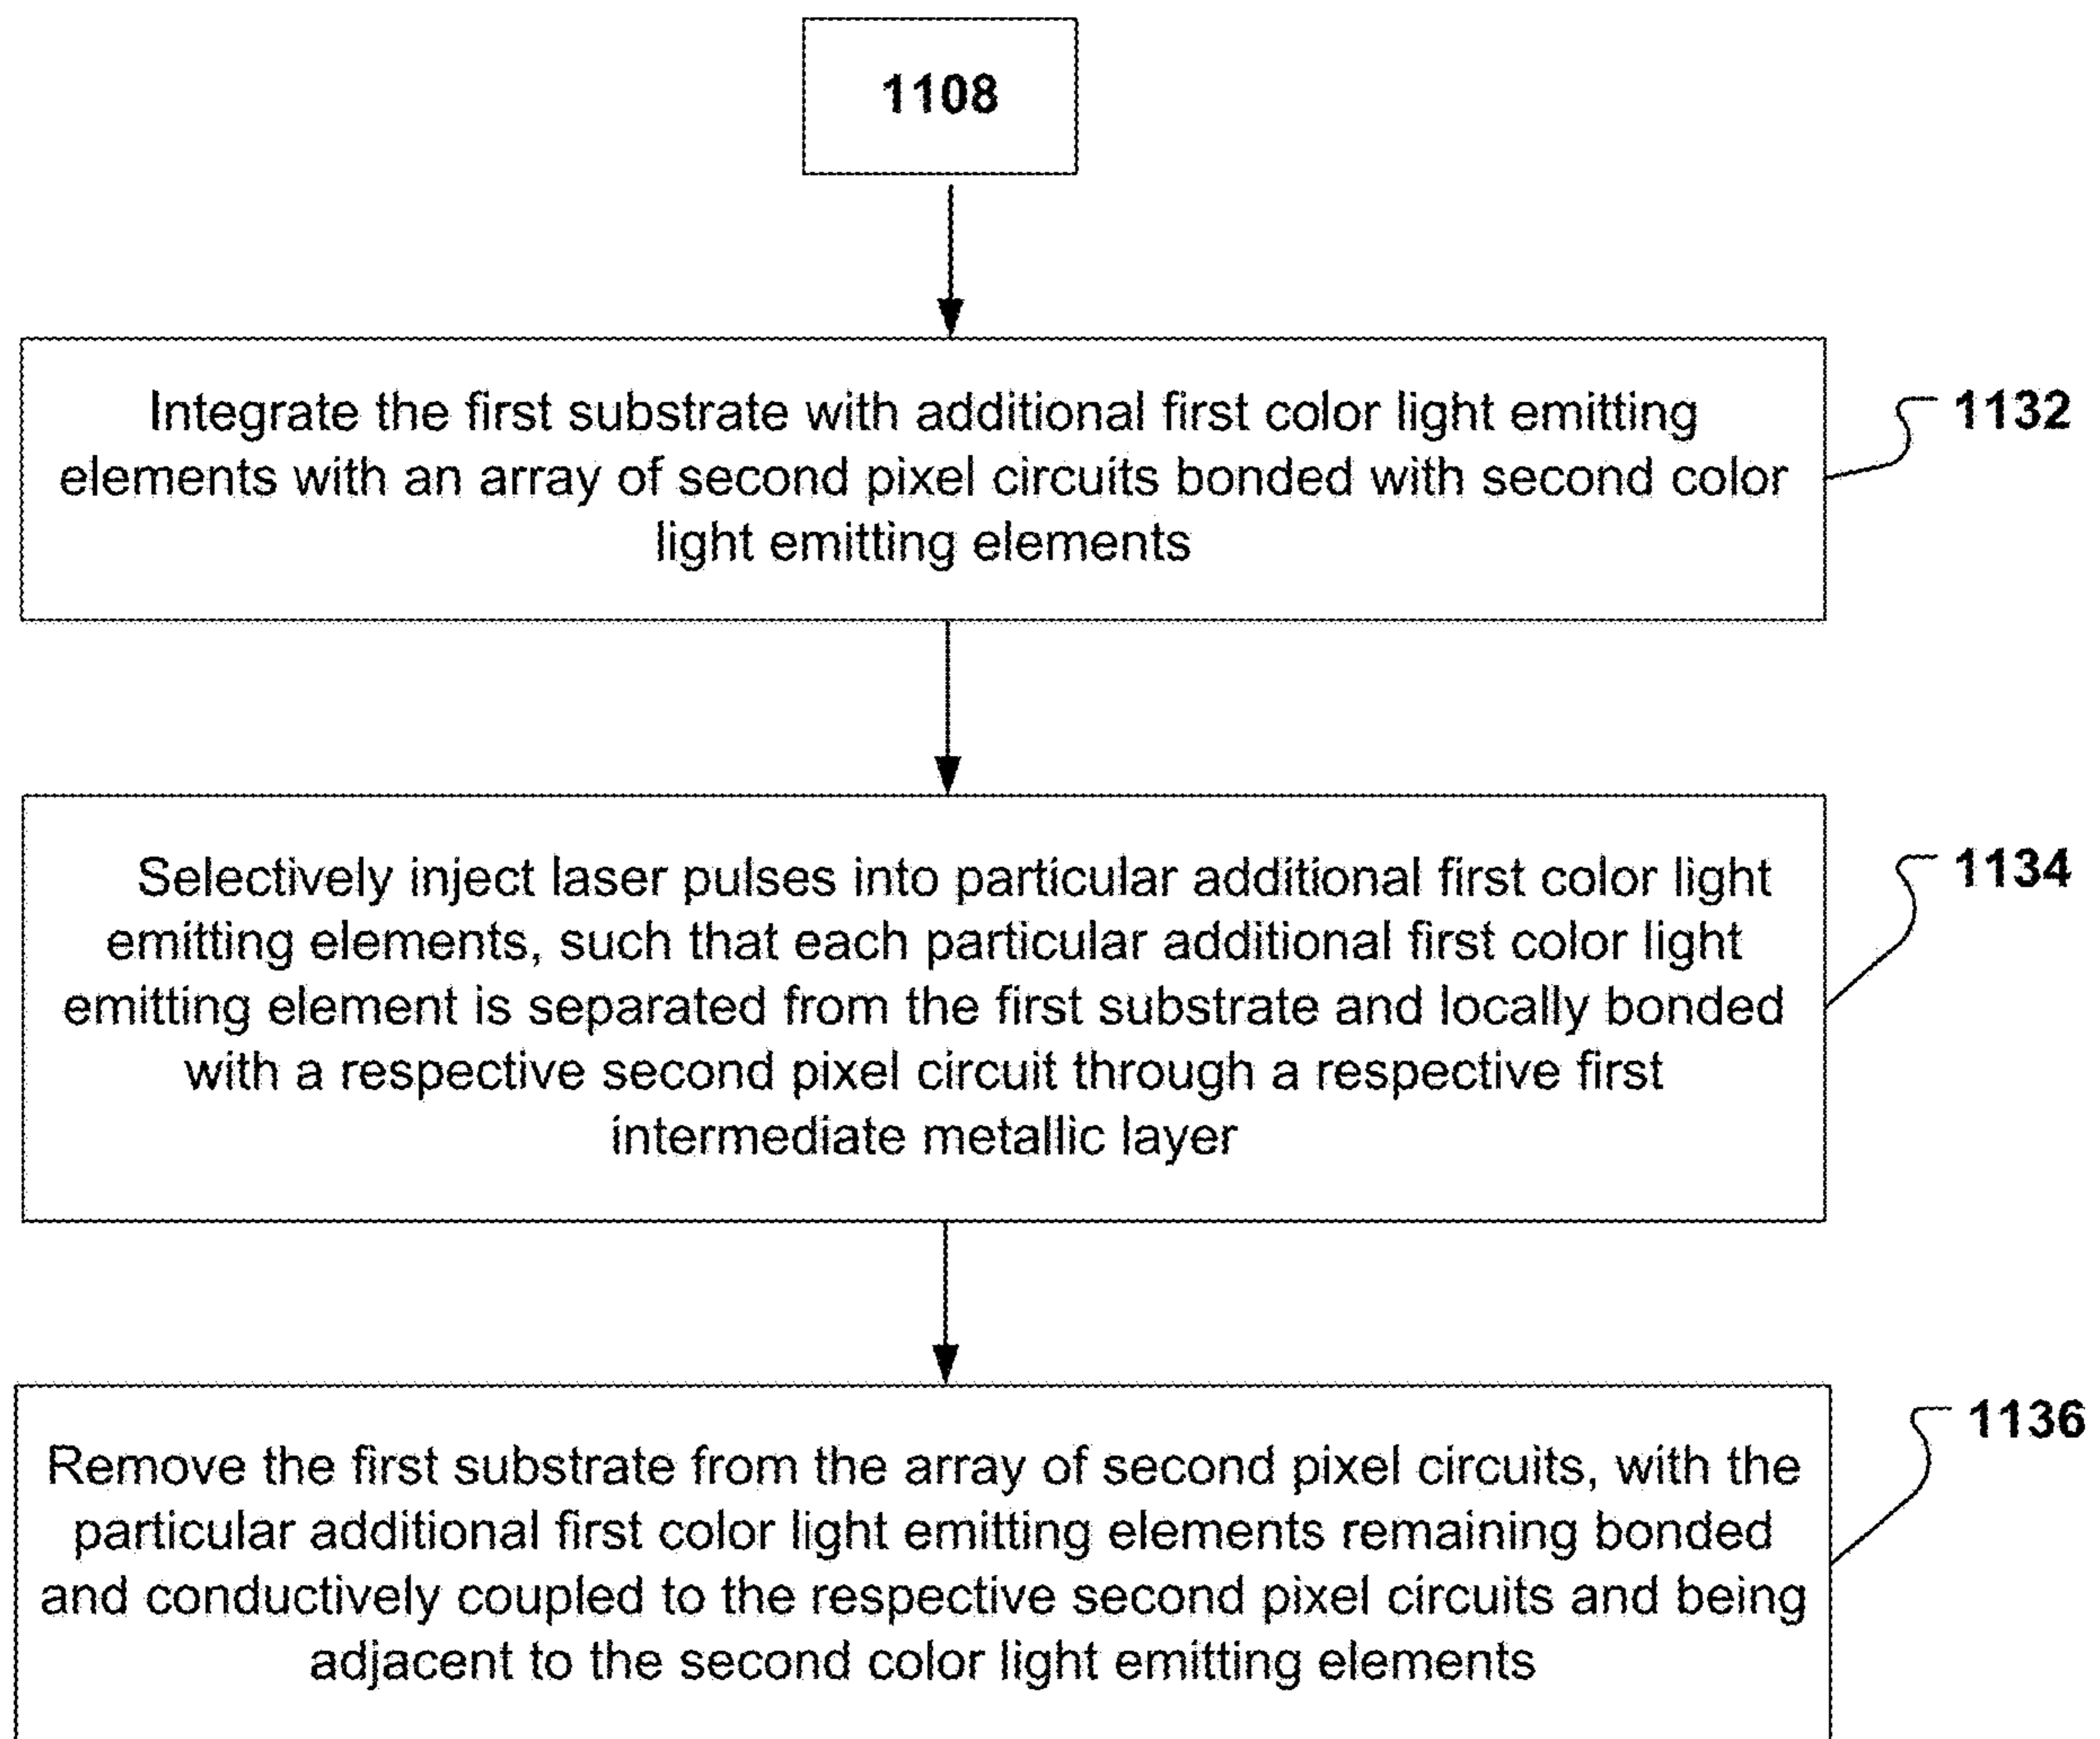 1108
Integrate the first substrate with additional first color light emitting
elements with an array of second pixel circuits bonded with second color
light emitting elements
1132
Selectively inject laser pulses into particular additional first color light
emitting elements, such that each particular additional first color light
emitting element is separated from the first substrate and locally bonded
with a respective second pixel circuit through a respective first
intermediate metallic layer
1134
Remove the first substrate from the array of second pixel circuits, with the
particular additional first color light emitting elements remaining bonded
and conductively coupled to the respective second pixel circuits and being
adjacent to the second color light emitting elements
1136